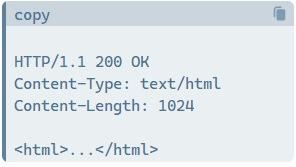 copy
HTTP/1.1 200 OK
Content-Type: text/html
Content-Length: 1024
<html>...</html>